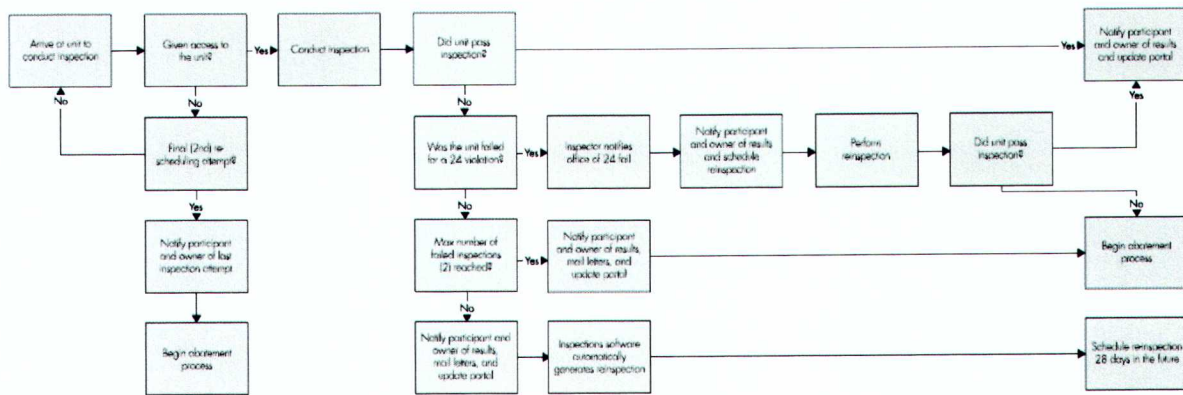 Arrive at unit to
conduct inspection
Given access to
the unit?
Yes
Conduct inspection
Did unit pass
inspection?
Yes
Notify participant
and owner of results
and update portal
No
No
No
Yes
Final (2nd) re-
scheduling attempt?
Was the unit failed
for a 24 violation?
Yes
Inspector notifies
office of 24 fail
Notify participant
and owner of results
and schedule
reinspection
Perform
reinspection
Did unit pass
inspection?
Yes
No
No
Notify participant
and owner of last
inspection attempt
Max number of
failed inspections
(2) reached?
Yes
Notify participant
and owner of results,
mail letters, and
update portal
Begin abatement
process
No
Begin abatement
process
Notify participant and
owner of results,
mail letters, and
update portal
Inspections software
automatically
generates reinspection
Schedule reinspection
28 days in the future